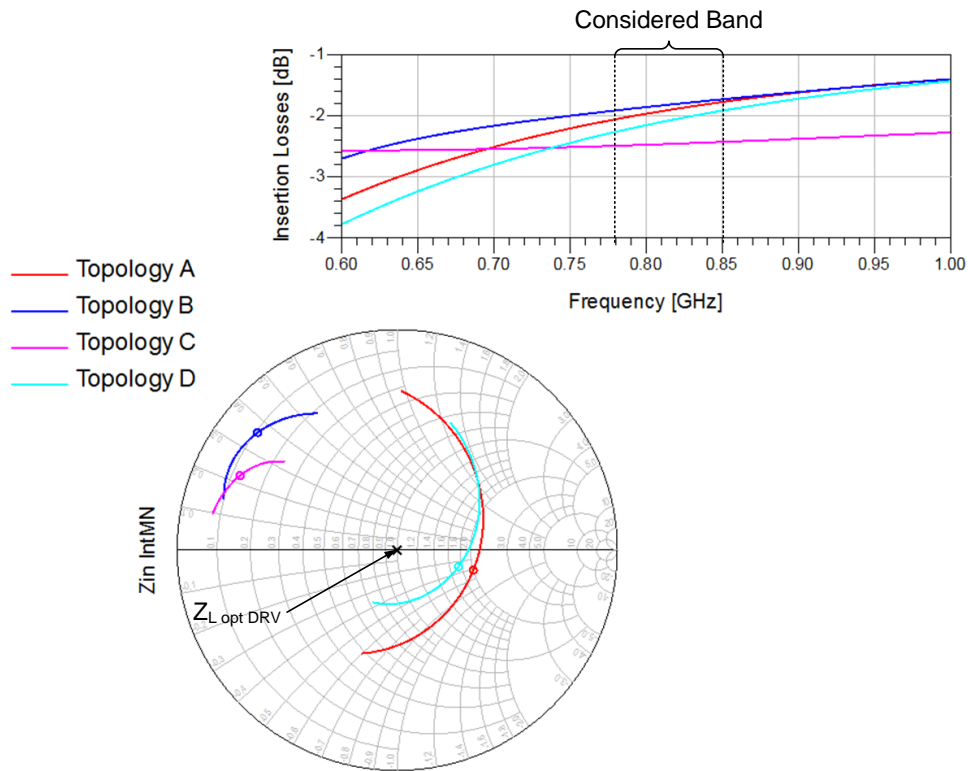 Considered Band
Insertion Losses [dB]
-1
-2
-3
-4
0.60 0.65 0.70 0.75 0.80 0.85 0.90 0.95 1.00
Frequency [GHz]
Topology A
Topology B
Topology C
Topology D
Zin IntMN
ZL opt DRV